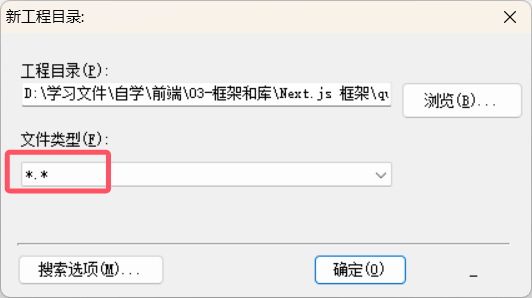 新工程目录:
工程目录(P):
D:\学习文件\自学\前端\03-框架和库\Next.js 框架\qu
浏览(B)...
文件类型(F):
*.*
搜索选项(M)...
确定(O)